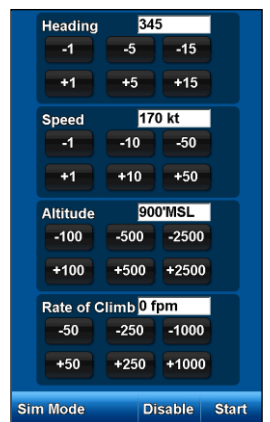 Heading 345
-1 -5 -15
+1 +5 +15
Speed 170 kt
-1 -10 -50
+1 +10 +50
Altitude 900'MSL
-100 -500 -2500
+100 +500 +2500
Rate of Climb 0 fpm
-50 -250 -1000
+50 +250 +1000
Sim Mode Disable Start